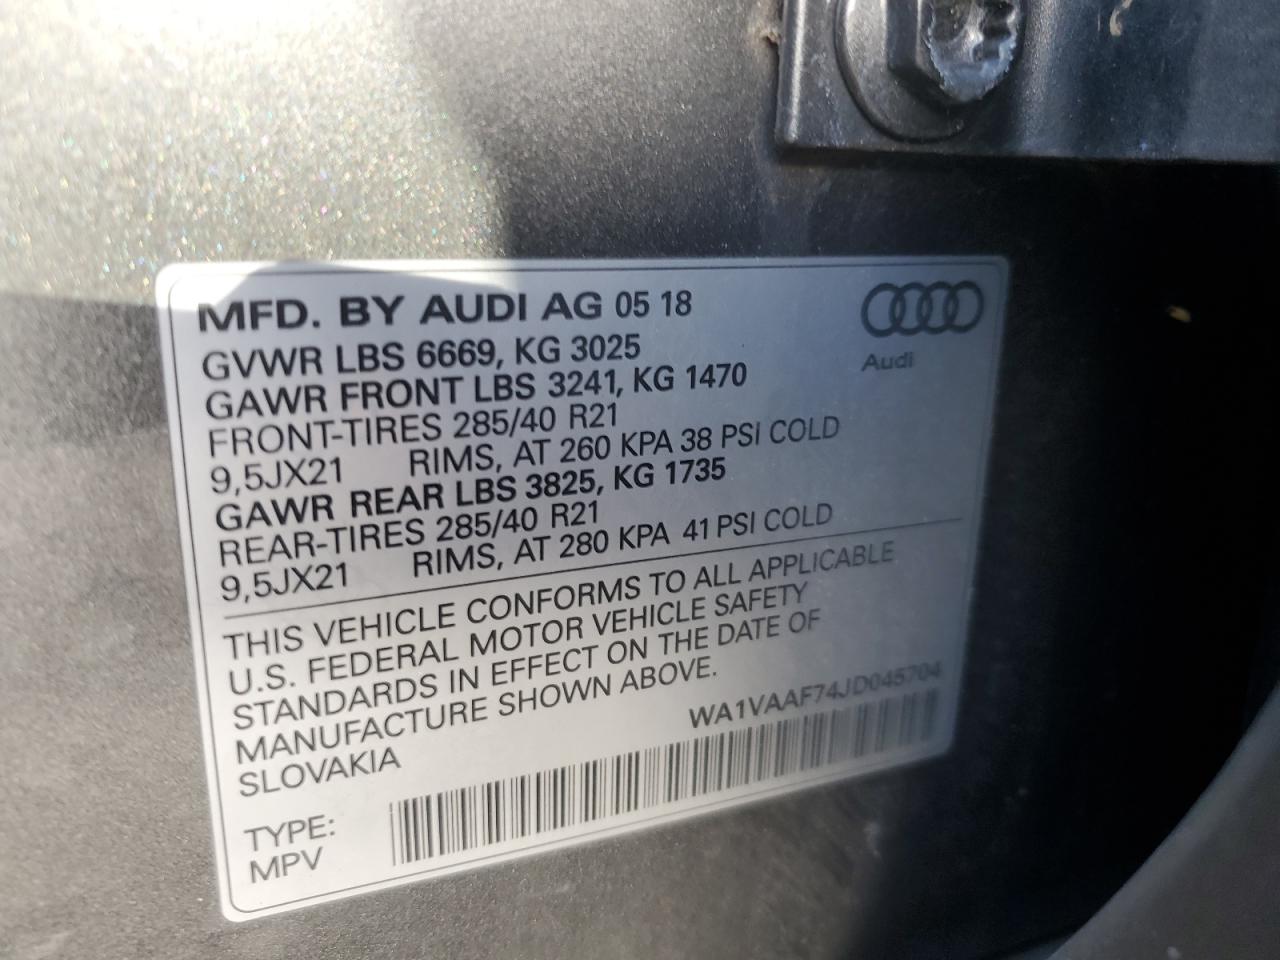 MFD. BY AUDI AG 05 18
Audi
GVWR LBS 6669, KG 3025
GAWR FRONT LBS 3241, KG 1470
FRONT-TIRES 285/40 R21
9,5JX21 RIMS, AT 260 KPA 38 PSI COLD
GAWR REAR LBS 3825, KG 1735
REAR-TIRES 285/40 R21
9,5JX21 RIMS, AT 280 KPA 41 PSI COLD
THIS VEHICLE CONFORMS TO ALL APPLICABLE
U.S. FEDERAL MOTOR VEHICLE SAFETY
STANDARDS IN EFFECT ON THE DATE OF
MANUFACTURE SHOWN ABOVE.
SLOVAKIA
WA1VAAF74JD045704
TYPE:
MPV